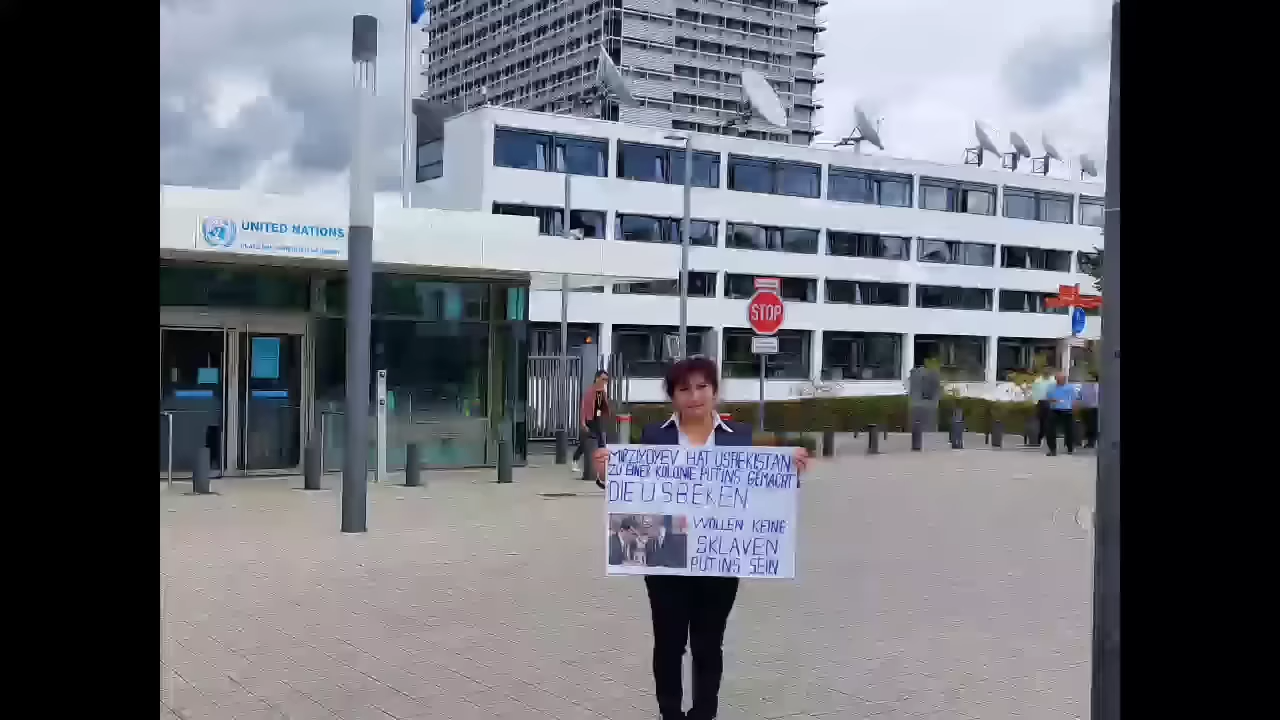 UNITED NATIONS
STOP
MIRZIYOYEV HAT USBEKISTAN
ZU EINER KOLONIE PUTINS GEMACHT
DIE USBEKEN
WOLLEN KEINE
SKLAVEN
PUTINS SEIN